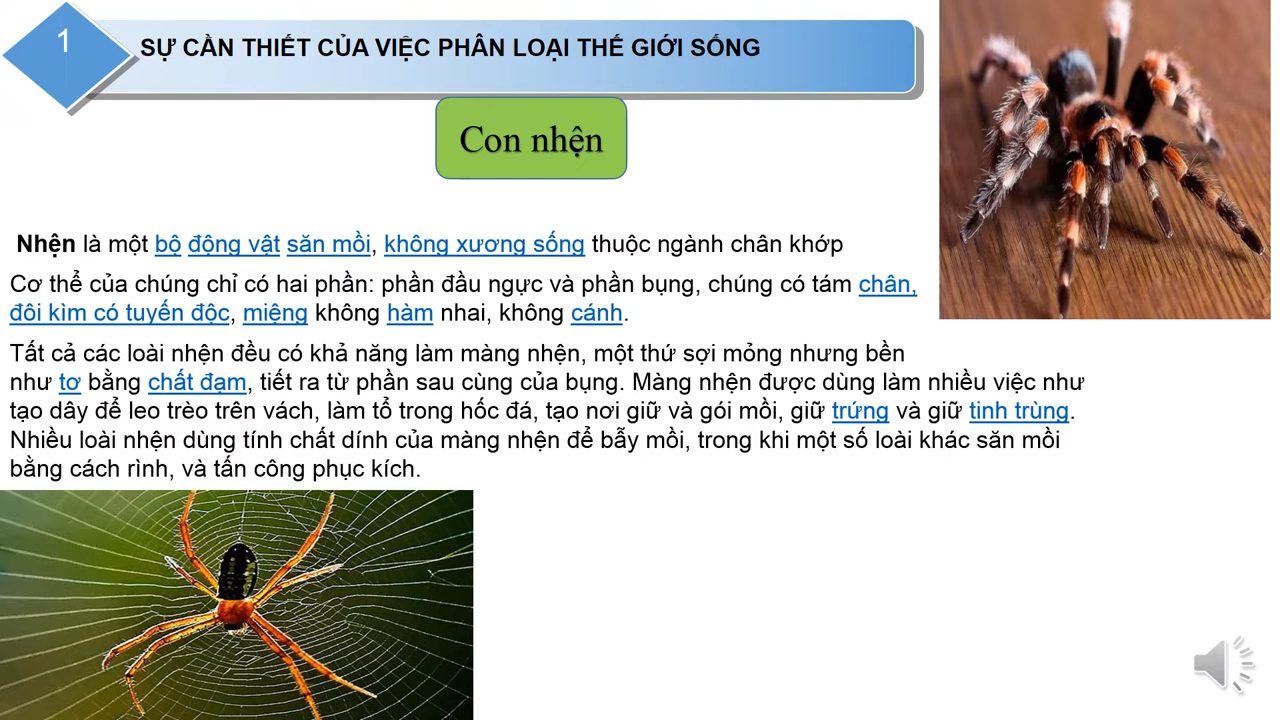 1
SỰ CẦN THIẾT CỦA VIỆC PHÂN LOẠI THẾ GIỚI SỐNG
Con nhện
Nhện là một bộ động vật săn mồi, không xương sống thuộc ngành chân khớp
Cơ thể của chúng chỉ có hai phần: phần đầu ngực và phần bụng, chúng có tám chân,
đôi kìm có tuyến độc, miệng không hàm nhai, không cánh.
Tất cả các loài nhện đều có khả năng làm màng nhện, một thứ sợi mỏng nhưng bền
như tơ bằng chất đạm, tiết ra từ phần sau cùng của bụng. Màng nhện được dùng làm nhiều việc như
tạo dây để leo trèo trên vách, làm tổ trong hốc đá, tạo nơi giữ và gói mồi, giữ trứng và giữ tinh trùng.
Nhiều loài nhện dùng tính chất dính của màng nhện để bẫy mồi, trong khi một số loài khác săn mồi
bằng cách rình, và tấn công phục kích.